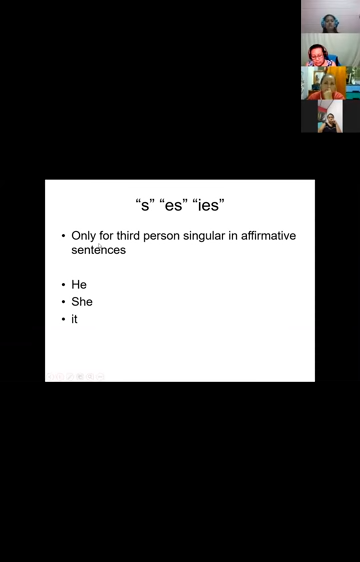 “s” “es” “ies”
• Only for third person singular in affirmative
sentences
• He
• She
• it